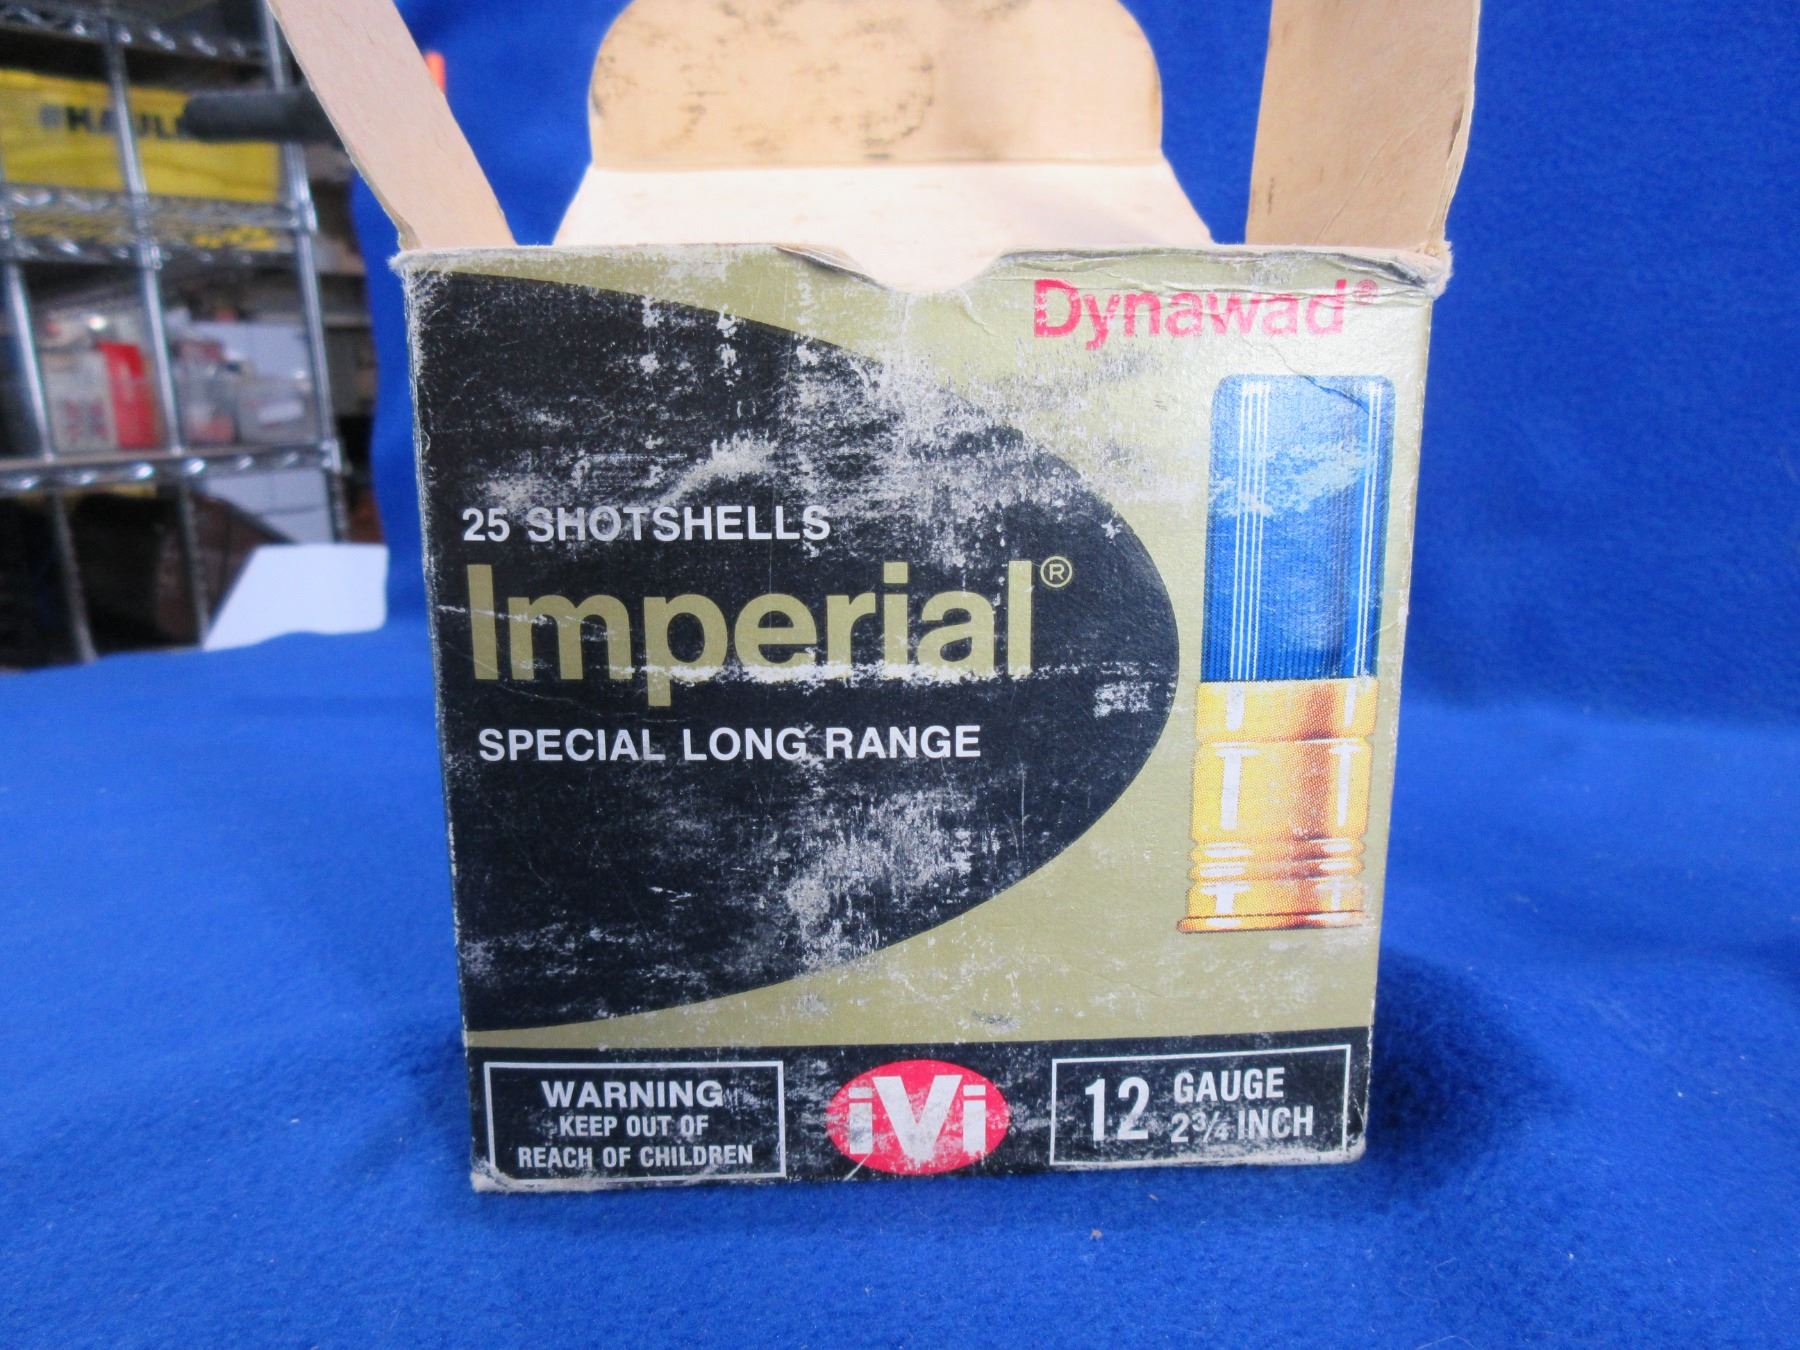 Dynawad®
25 SHOTSHELLS
Imperial®
SPECIAL LONG RANGE
WARNING
KEEP OUT OF
REACH OF CHILDREN
iVi
12 GAUGE
2¾ INCH